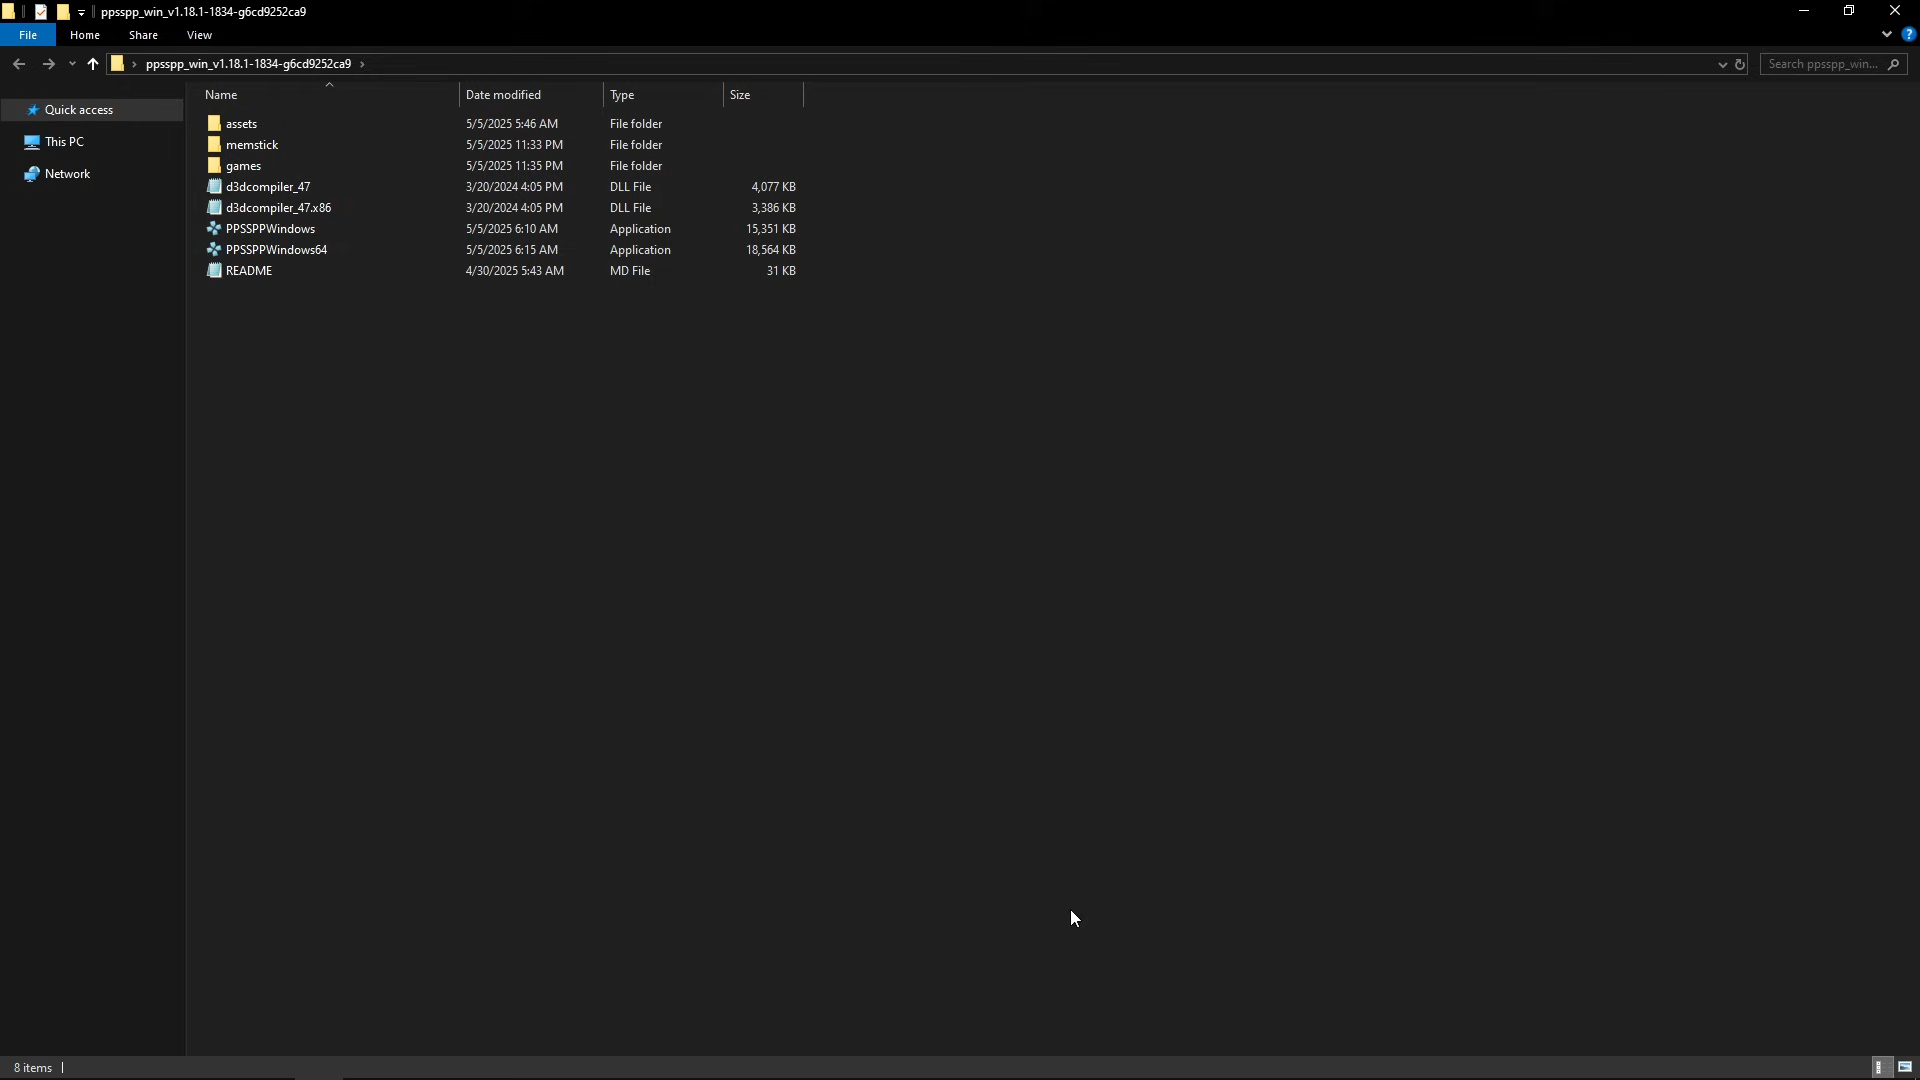 ppsspp_win_v1.18.1-1834-g6cd9252ca9
File Home Share View
ppsspp_win_v1.18.1-1834-g6cd9252ca9
Search ppsspp_win...
Quick access
This PC
Network
Name Date modified Type Size
assets 5/5/2025 5:46 AM File folder
memstick 5/5/2025 11:33 PM File folder
games 5/5/2025 11:35 PM File folder
d3dcompiler_47 3/20/2024 4:05 PM DLL File 4,077 KB
d3dcompiler_47.x86 3/20/2024 4:05 PM DLL File 3,386 KB
PPSSPPWindows 5/5/2025 6:10 AM Application 15,351 KB
PPSSPPWindows64 5/5/2025 6:15 AM Application 18,564 KB
README 4/30/2025 5:43 AM MD File 31 KB
8 items